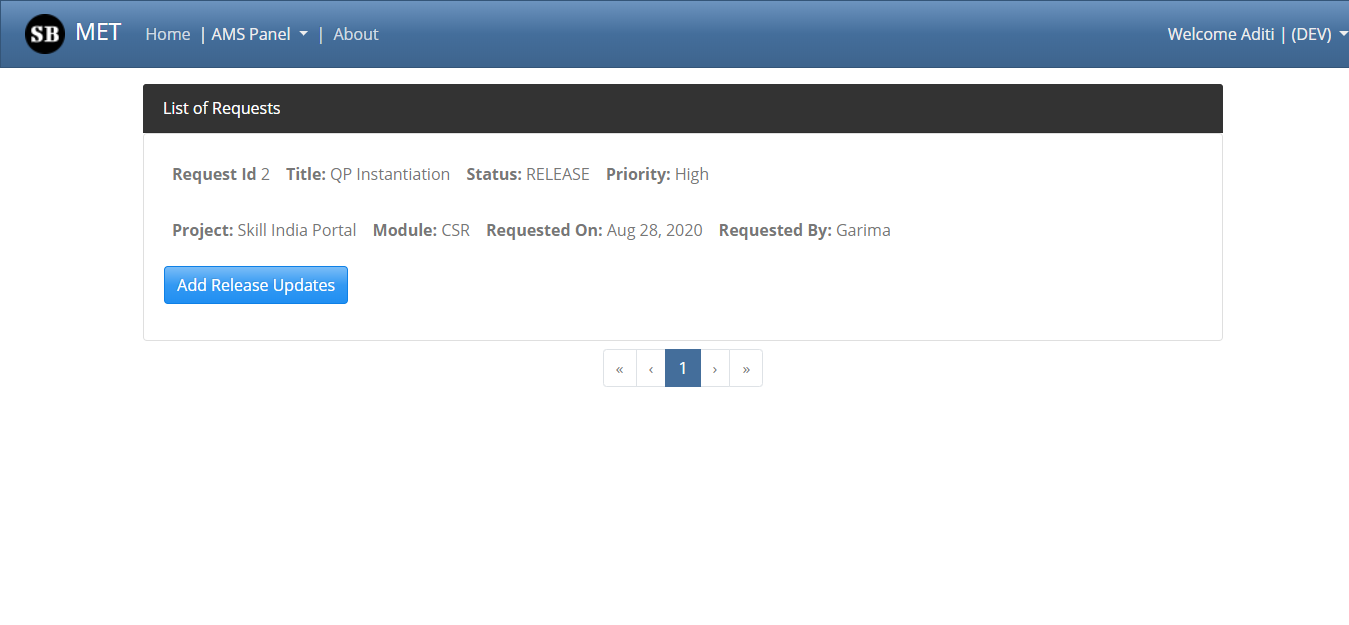 SB MET Home | AMS Panel | About Welcome Aditi | (DEV)
List of Requests
Request Id 2 Title: QP Instantiation Status: RELEASE Priority: High
Project: Skill India Portal Module: CSR Requested On: Aug 28, 2020 Requested By: Garima
Add Release Updates
« ‹ 1 › »